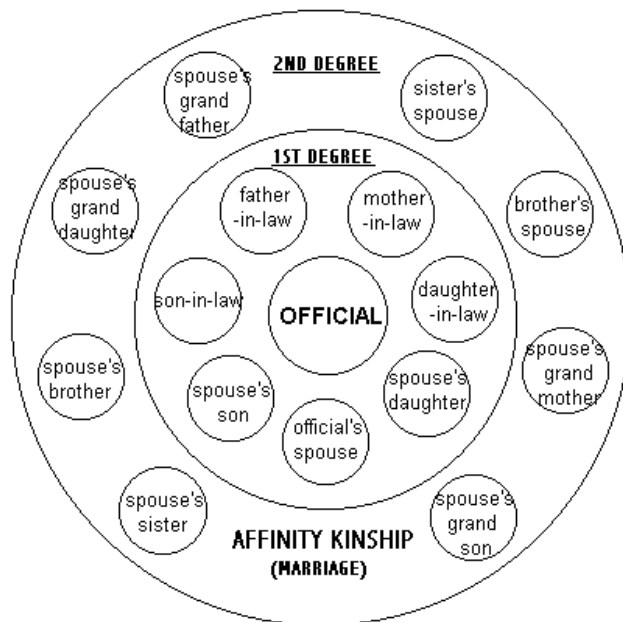 2ND DEGREE
spouse's
grand
father
sister's
spouse
1ST DEGREE
father
-in-law
mother
-in-law
spouse's
grand
daughter
brother's
spouse
son-in-law
OFFICIAL
daughter
-in-law
spouse's
brother
spouse's
son
official's
spouse
spouse's
daughter
spouse's
grand
mother
spouse's
sister
AFFINITY KINSHIP
(MARRIAGE)
spouse's
grand
son